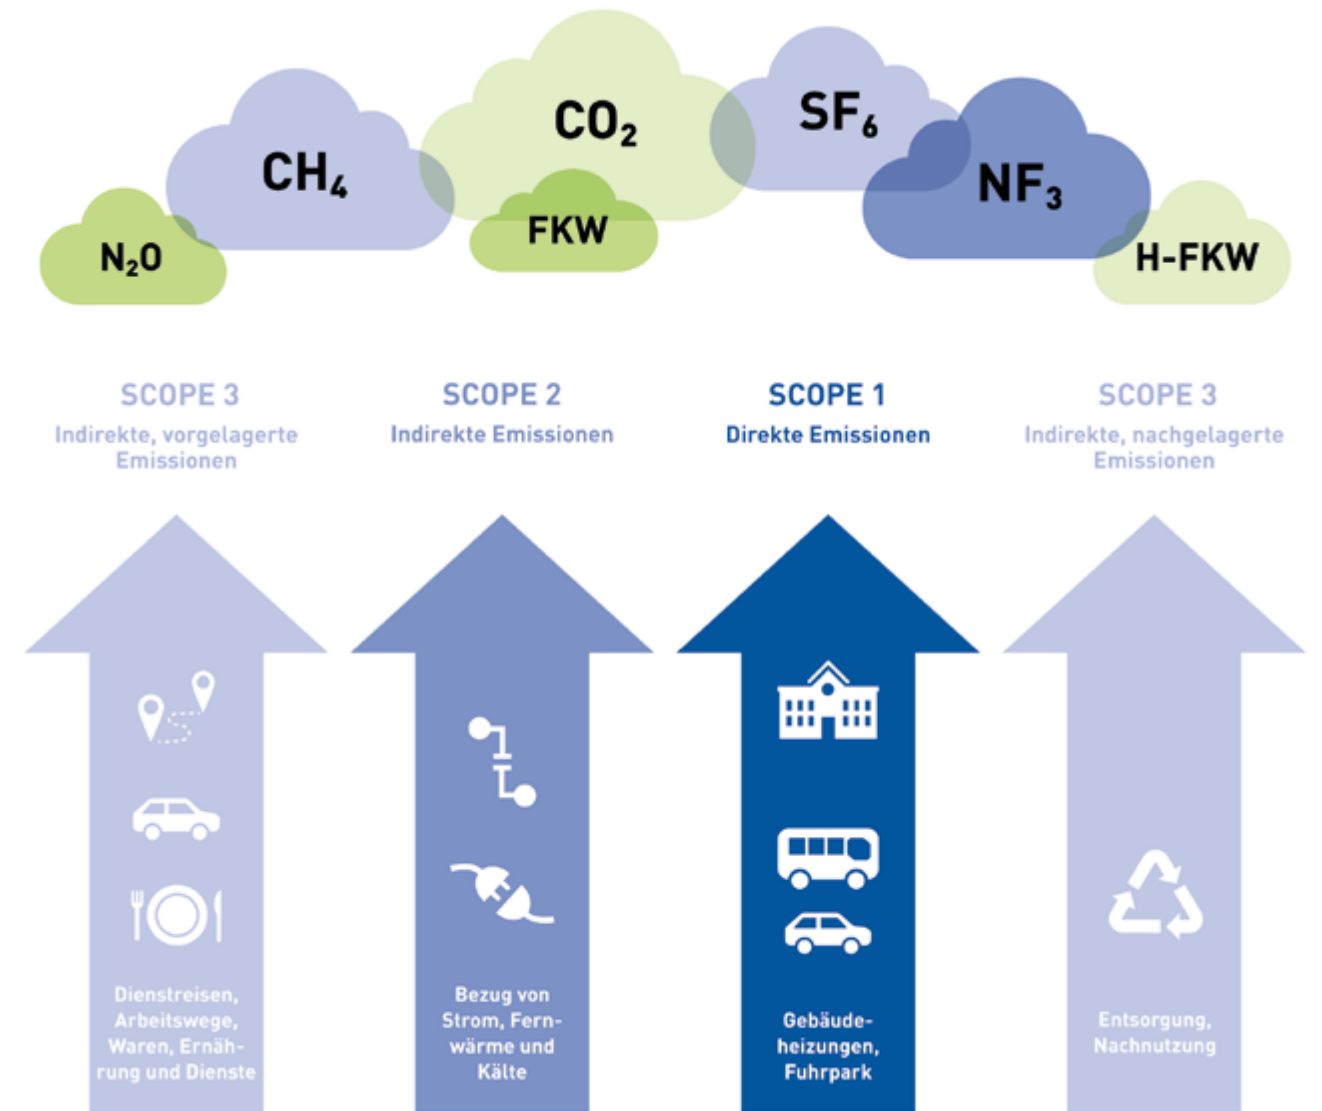 N₂O
CH₄
CO₂
FKW
SF₆
NF₃
H-FKW
SCOPE 3
Indirekte, vorgelagerte
Emissionen
SCOPE 2
Indirekte Emissionen
SCOPE 1
Direkte Emissionen
SCOPE 3
Indirekte, nachgelagerte
Emissionen
Dienstreisen,
Arbeitswege,
Waren, Ernäh-
rung und Dienste
Bezug von
Strom, Fern-
wärme und
Kälte
Gebäude-
heizungen,
Fuhrpark
Entsorgung,
Nachnutzung